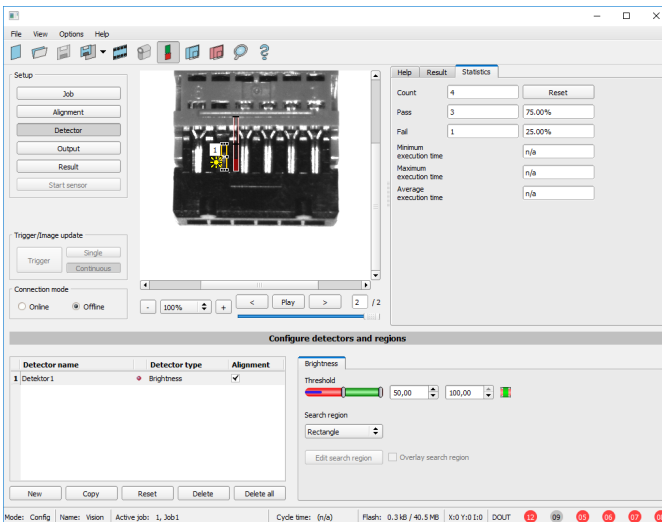 File View Options Help
Setup
Job
Alignment
Detector
Output
Result
Start sensor
Trigger/Image update
Trigger
Single
Continuous
Connection mode
Online Offline
1
- 100% + < Play > 2 /2
Help Result Statistics
Count 4 Reset
Pass 3 75.00%
Fail 1 25.00%
Minimum
execution time n/a
Maximum
execution time n/a
Average
execution time n/a
Configure detectors and regions
Detector name Detector type Alignment
1 Detektor1 Brightness
New Copy Reset Delete Delete all
Brightness
Threshold
50,00 100,00
Search region
Rectangle
Edit search region Overlay search region
Mode: Config Name: Vision Active job: 1, Job1 Cycle time: (n/a) Flash: 0.3 kB / 40.5 MB X:0 Y:0 I:0 DOUT 12 09 05 06 07